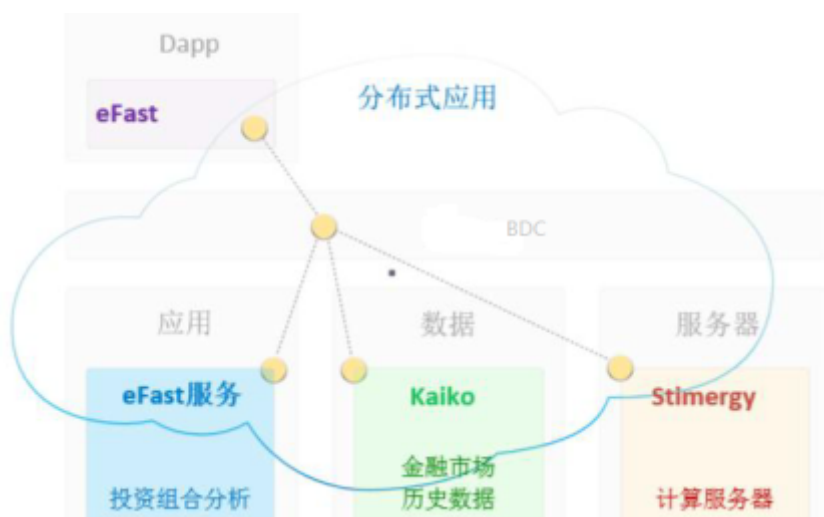 Dapp
eFast
分布式应用
BDC
应用
数据
服务器
eFast服务
Kaiko
Stimergy
投资组合分析
金融市场
历史数据
计算服务器